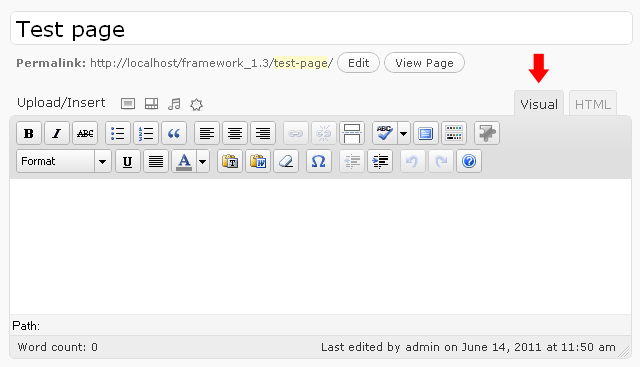 Test page
Permalink: http://localhost/framework_1.3/test-page/ Edit View Page
Upload/Insert Visual HTML
B I ABC ABC
Format U A T W Ω ?
Path:
Word count: 0 Last edited by admin on June 14, 2011 at 11:50 am